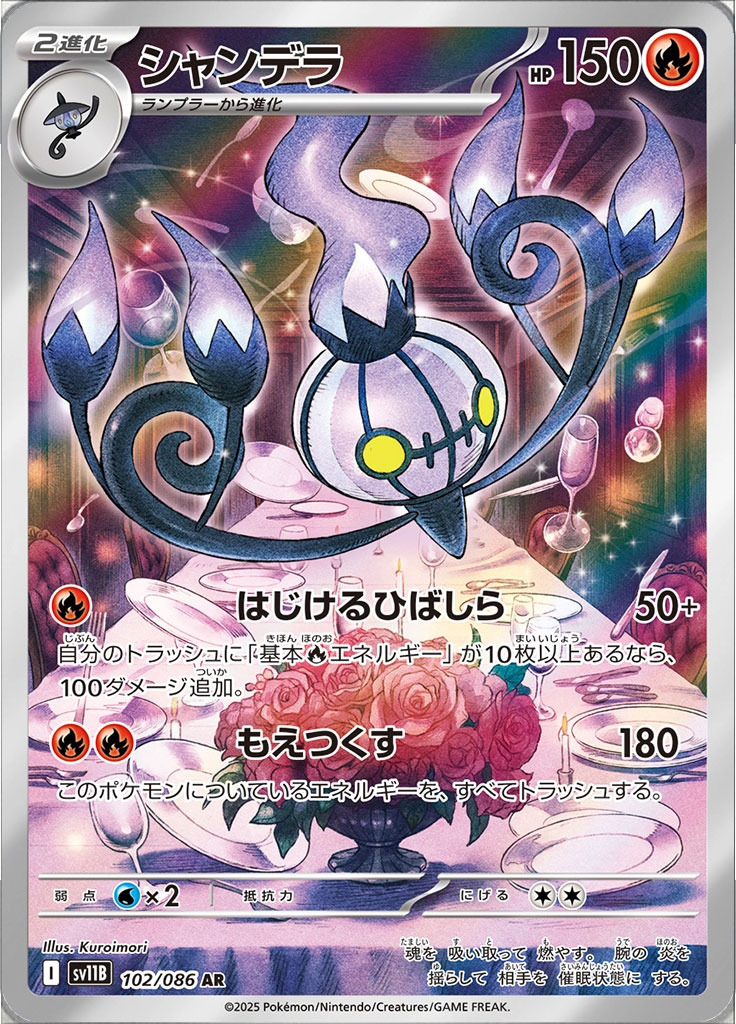 2進化
シャンデラ
HP 150
ランプラーから進化
はじけるひばしら 50+
自分のトラッシュに「基本エネルギー」が10枚以上あるなら、
100ダメージ追加。
もえつくす 180
このポケモンについているエネルギーを、すべてトラッシュする。
弱点 ×2 抵抗力 にげる
Illus. Kuroimori
魂を 吸い取って 燃やす。 腕の 炎を
揺らして 相手を 催眠状態に する。
I sv11B 102/086 AR
©2025 Pokémon/Nintendo/Creatures/GAME FREAK.